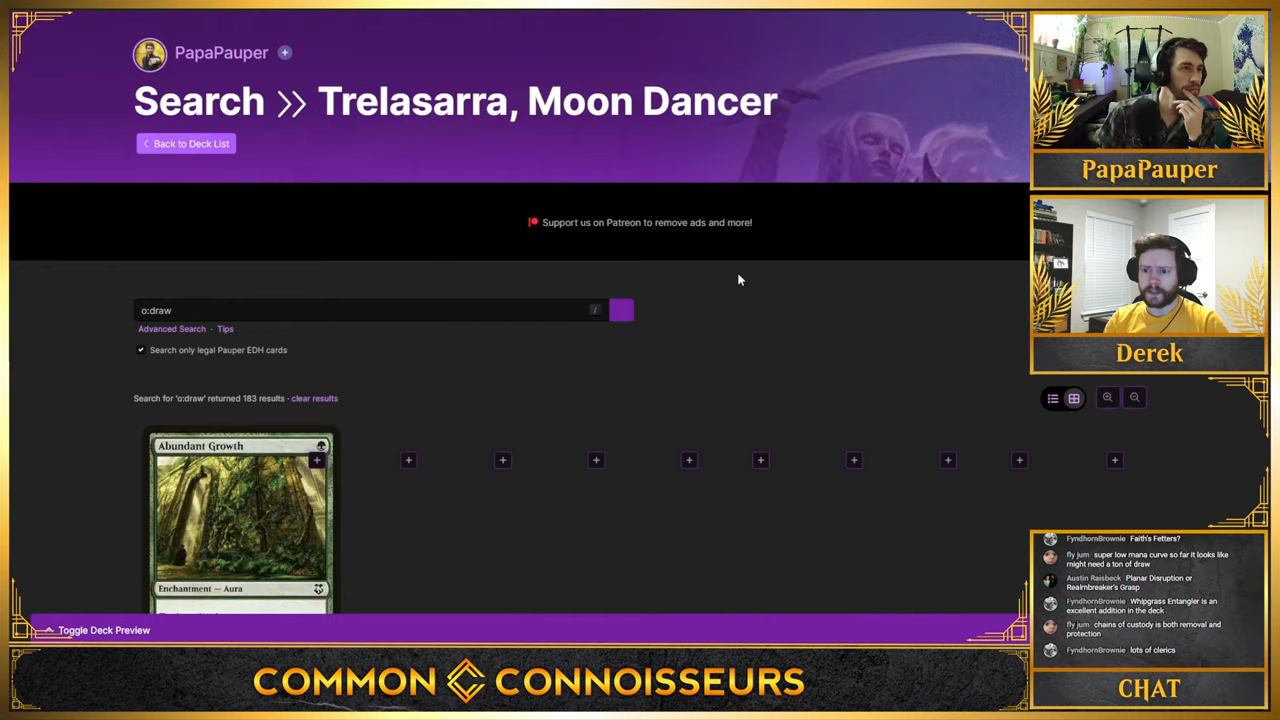 PapaPauper
Search >> Trelasarra, Moon Dancer
Back to Deck List
Support us on Patreon to remove ads and more!
o:draw
/
Advanced Search · Tips
Search only legal Pauper EDH cards
Search for 'o:draw' returned 183 results · clear results
Abundant Growth
Enchantment — Aura
Toggle Deck Preview
COMMON CONNOISSEURS
PapaPauper
Derek
FyndhornBrownie Faith's Fetters?
fly jum super low mana curve so far it looks like
might need a ton of draw
Austin Raisbeck Planar Disruption or
Realmbreaker's Grasp
FyndhornBrownie Whipgrass Entangler is an
excellent addition in the deck
fly jum chains of custody is both removal and
protection
FyndhornBrownie lots of clerics
CHAT